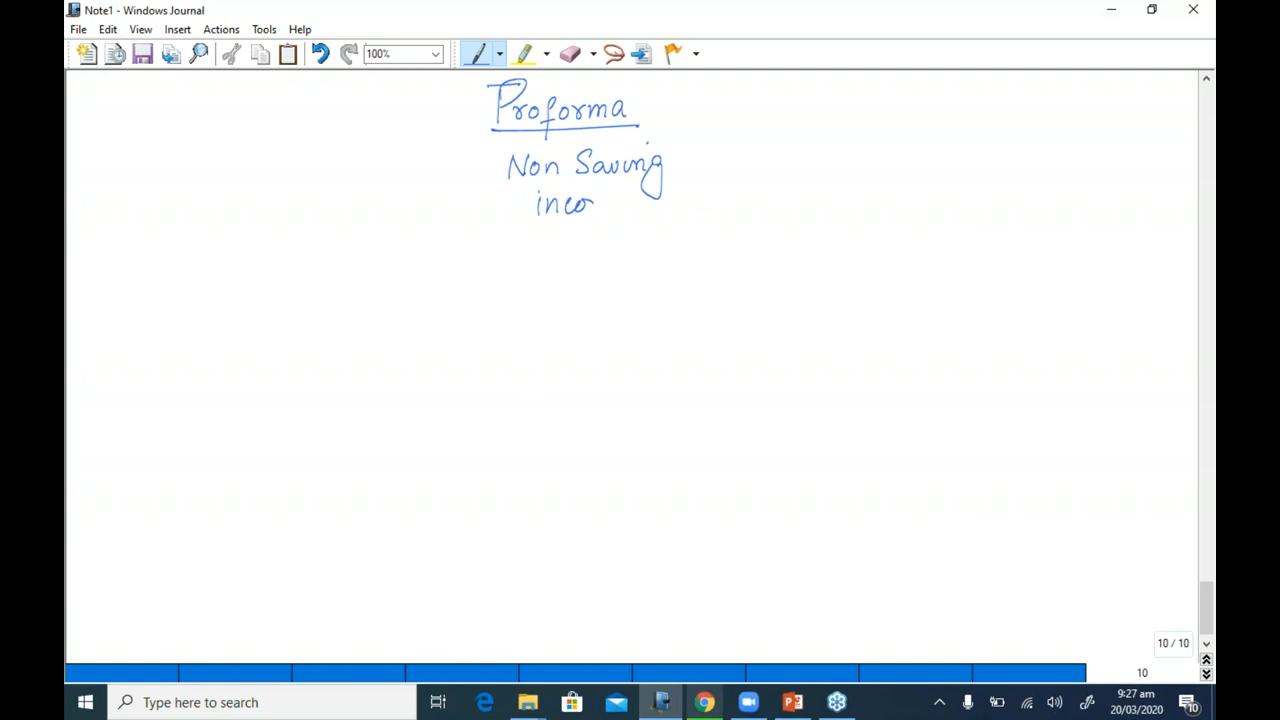 Note1 - Windows Journal
File Edit View Insert Actions Tools Help
100%
Proforma
Non Saving
inco
10 / 10
10
Type here to search
9:27 am
20/03/2020
10